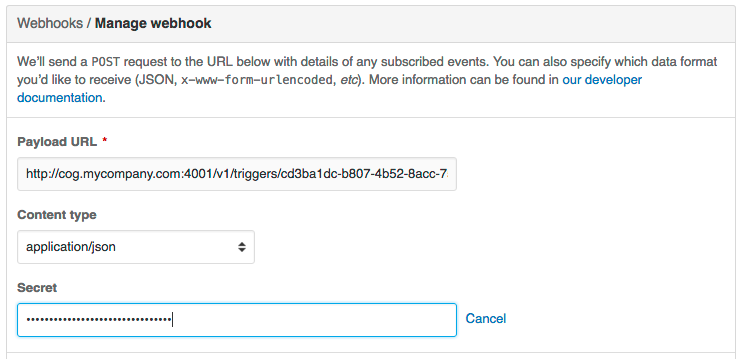 Webhooks / Manage webhook
We'll send a POST request to the URL below with details of any subscribed events. You can also specify which data format
you'd like to receive (JSON, x-www-form-urlencoded, etc). More information can be found in our developer
documentation.
Payload URL *
http://cog.mycompany.com:4001/v1/triggers/cd3ba1dc-b807-4b52-8acc-7
Content type
application/json
Secret
••••••••••••••••••••••••••••••••
Cancel